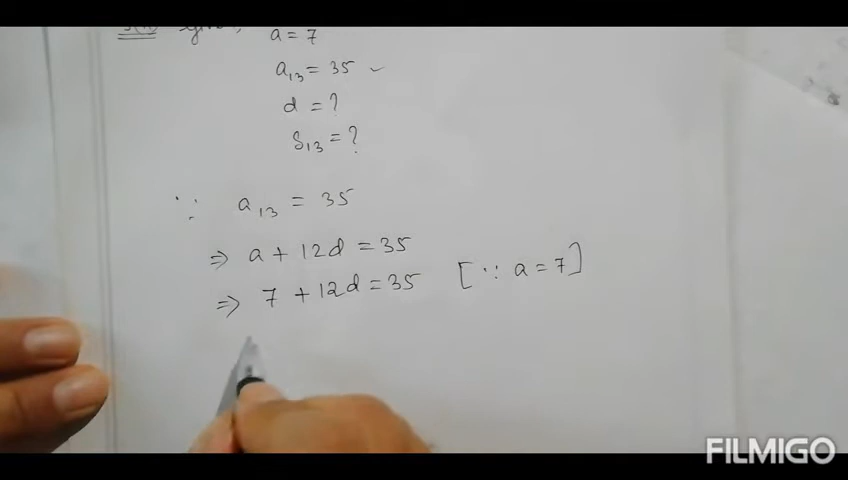 a = 7
a13 = 35 ✓
d = ?
S13 = ?
∵ a13 = 35
⇒ a + 12d = 35
⇒ 7 + 12d = 35 [∵ a = 7]
FILMIGO